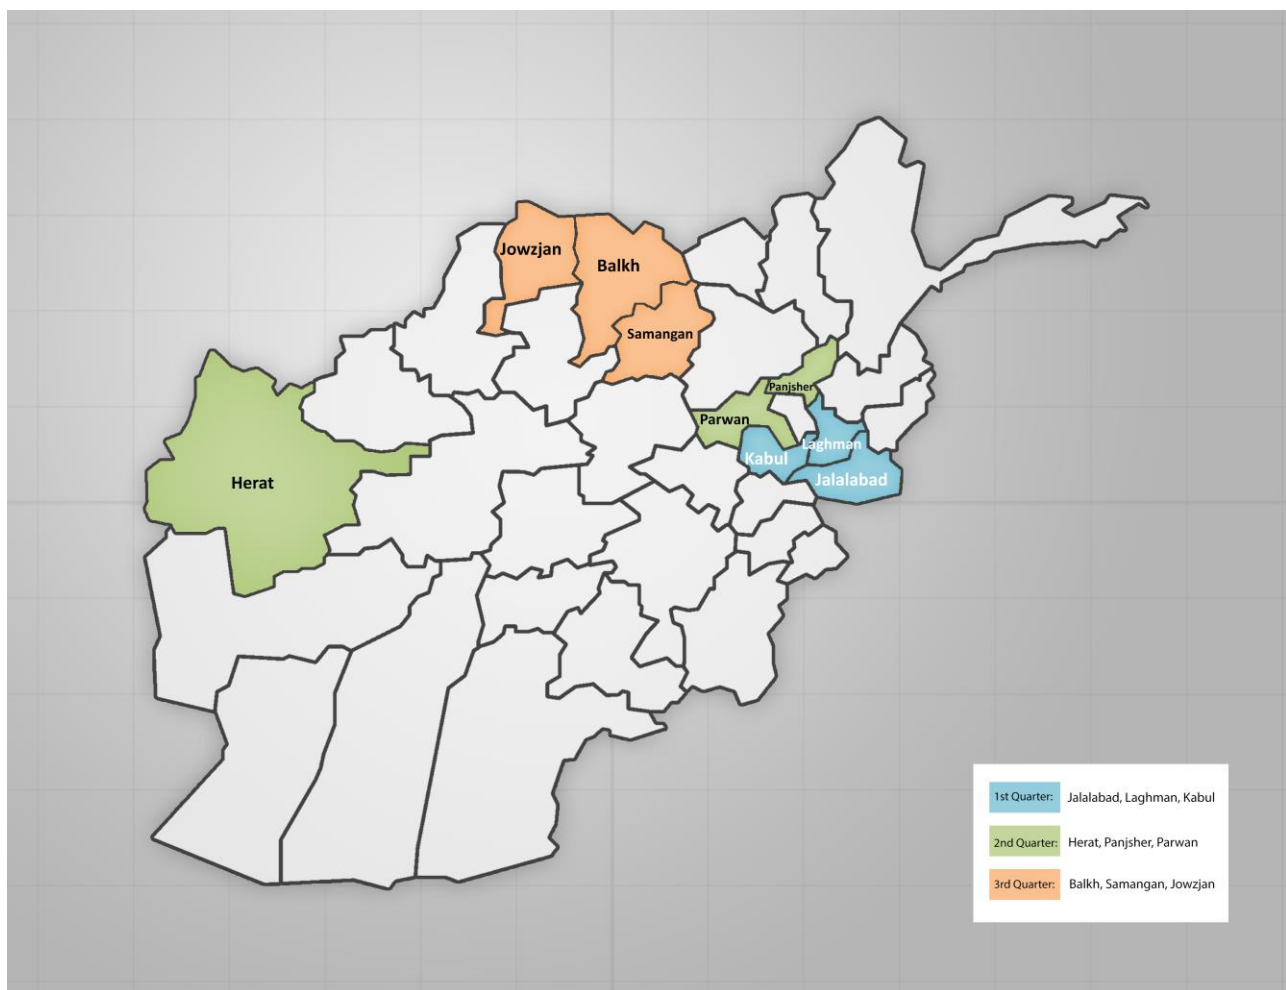 Jowzjan
Balkh
Samangan
Panjsher
Parwan
Laghman
Kabul
Jalalabad
Herat
1st Quarter: Jalalabad, Laghman, Kabul
2nd Quarter: Herat, Panjsher, Parwan
3rd Quarter: Balkh, Samangan, Jowzjan